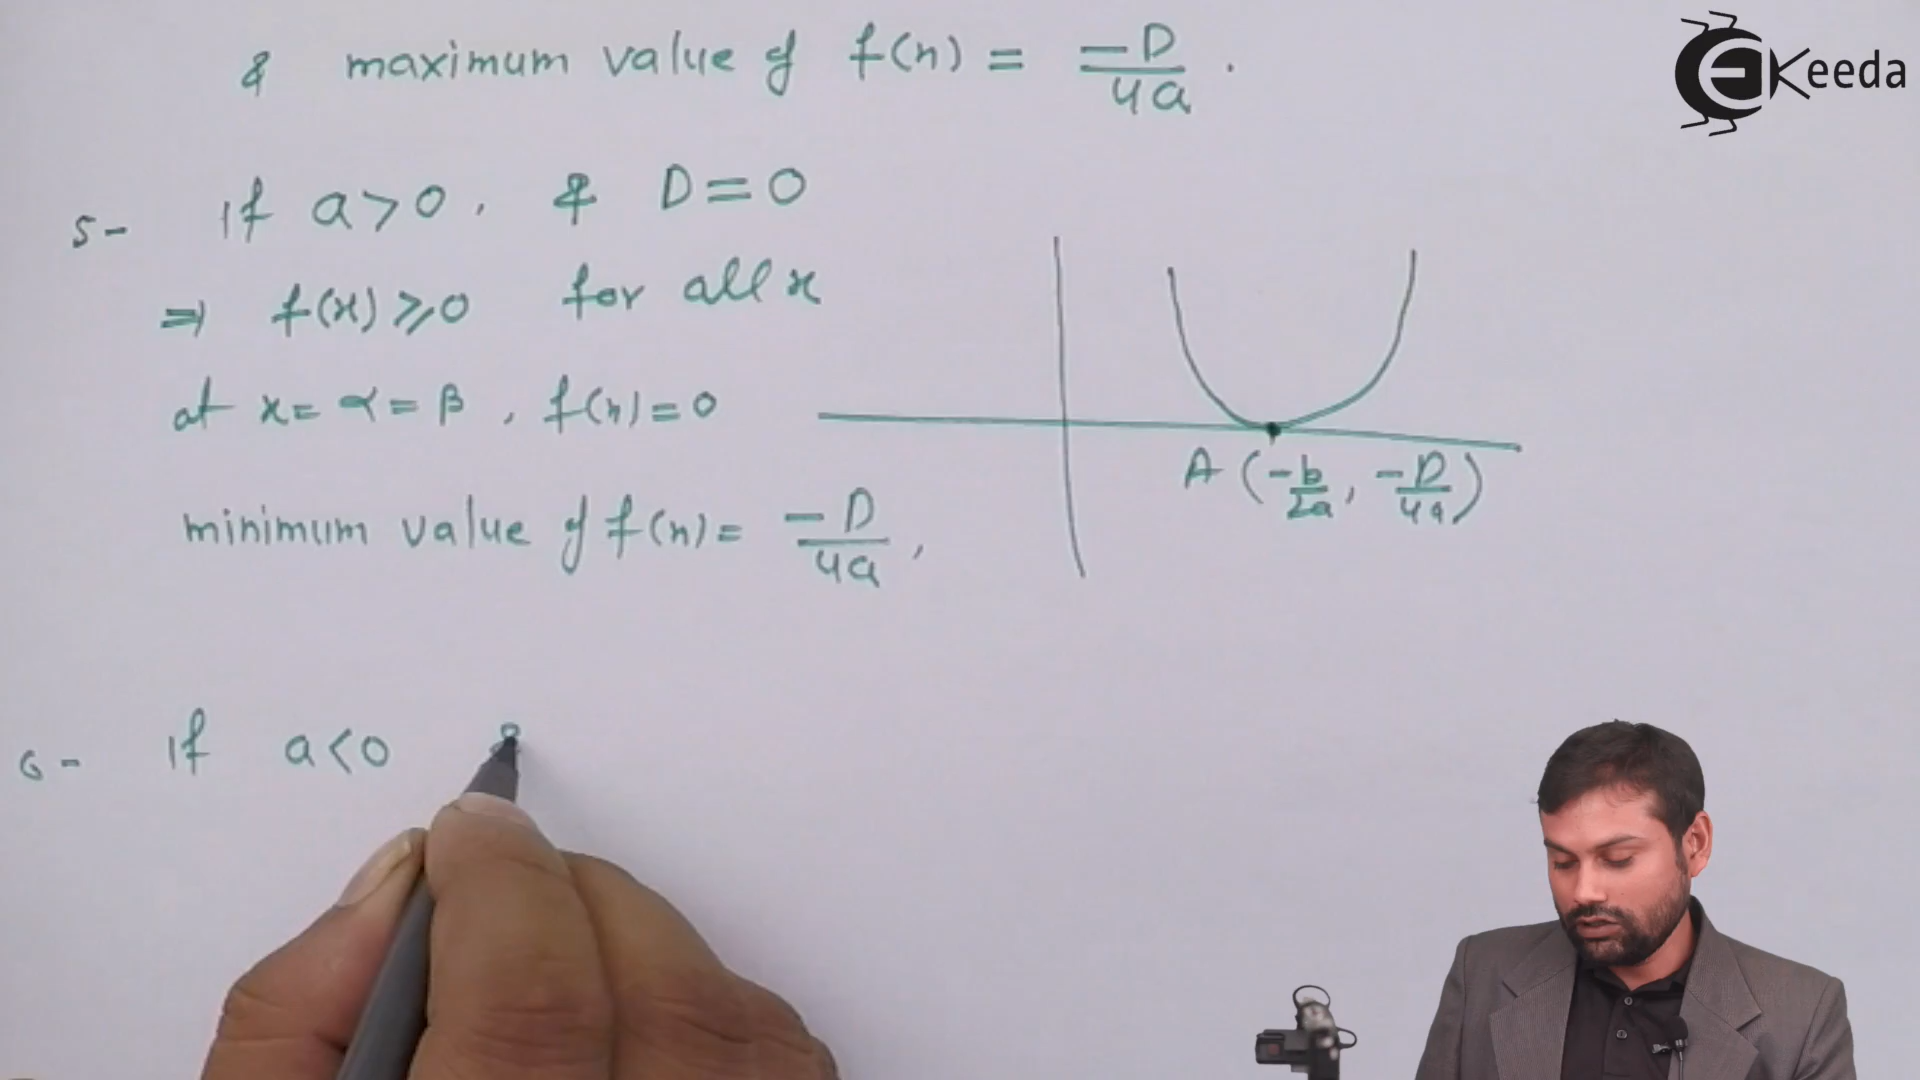 & maximum value of f(n) = -D/4a .
EKeeda
5- If a>0, & D=0
⇒ f(x) ⩾ 0 for all x
at x= α = β , f(n) = 0
A (-b/2a, -D/4a)
minimum value of f(n) = -D/4a ,
6- If a<0 &